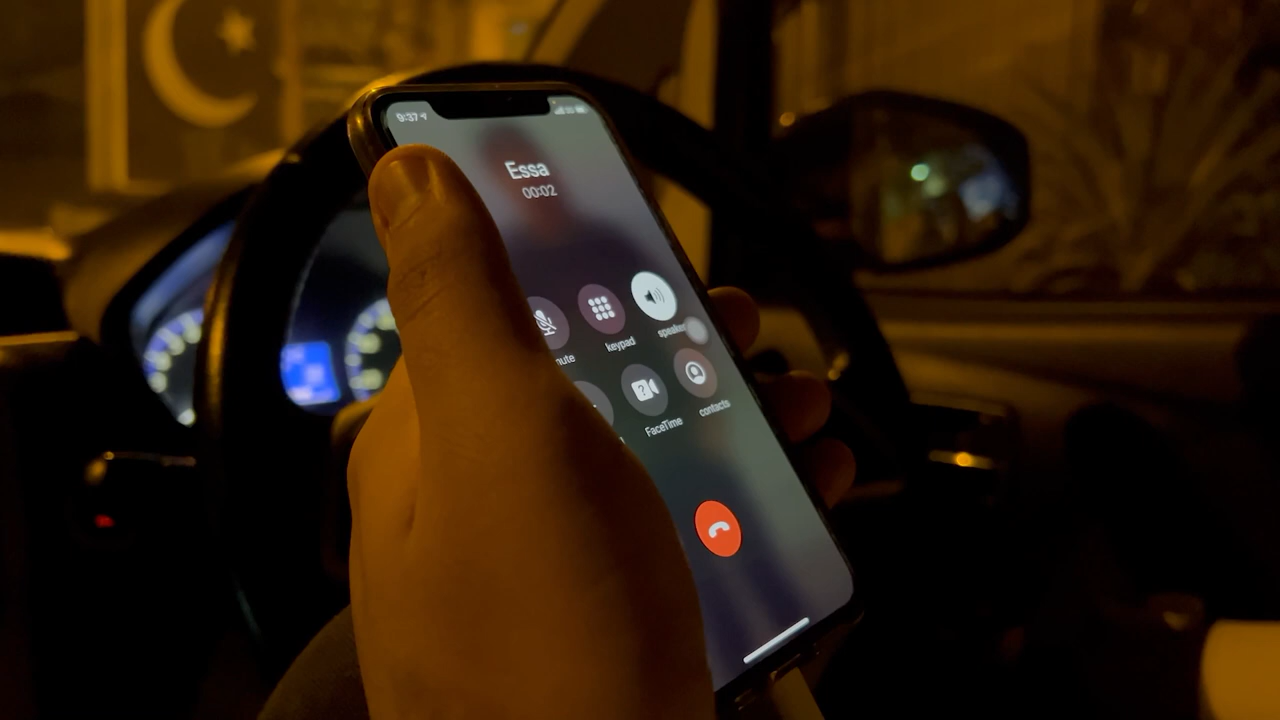 9:37
Essa
00:02
mute
keypad
speaker
FaceTime
contacts